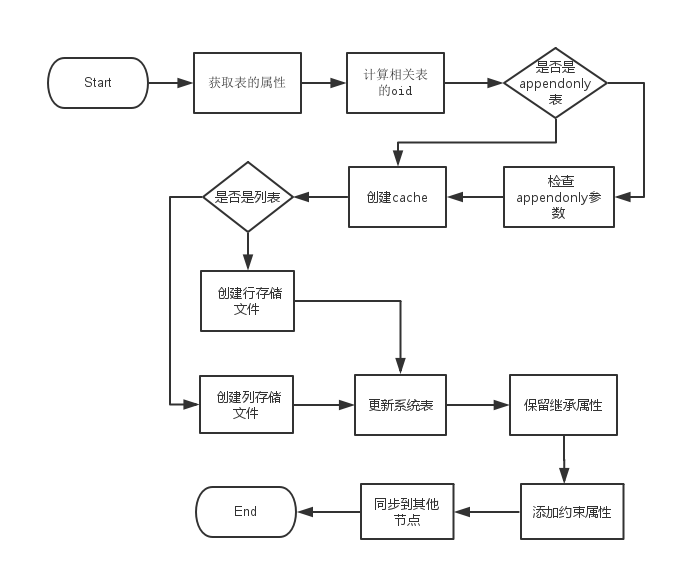 Start
获取表的属性
计算相关表
的oid
是否是
appendonly
表
是否是列表
创建cache
检查
appendonly参
数
创建行存储
文件
创建列存储
文件
更新系统表
保留继承属性
End
同步到其他
节点
添加约束属性